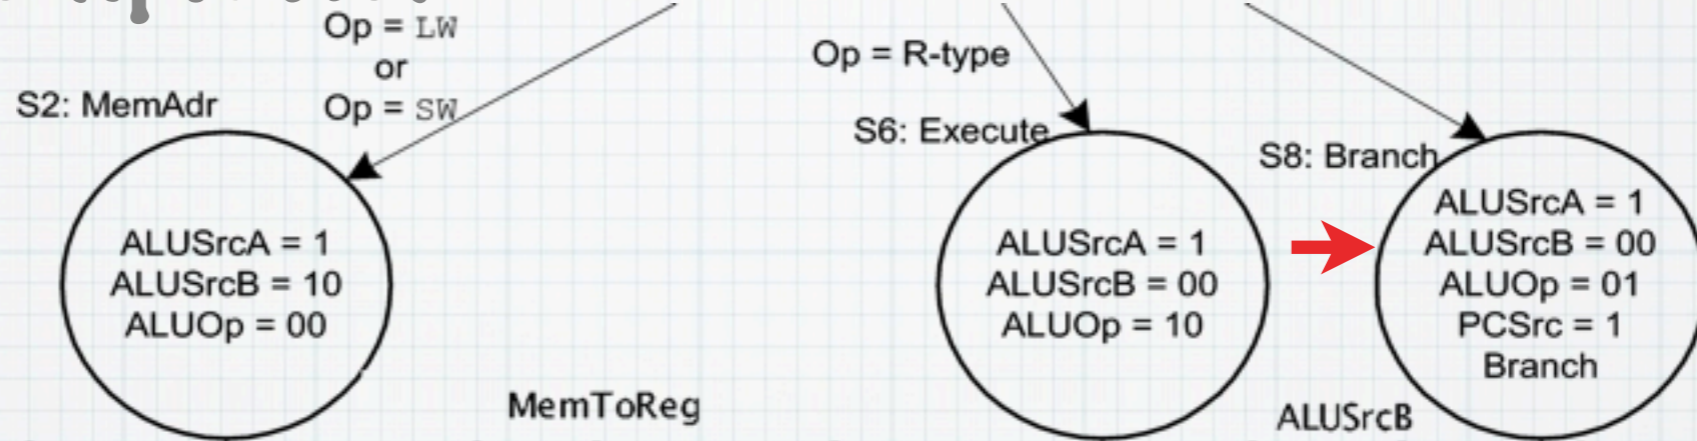 Op = LW
or
Op = SW
S2: MemAdr
ALUSrcA = 1
ALUSrcB = 10
ALUOp = 00
MemToReg
Op = R-type
S6: Execute
ALUSrcA = 1
ALUSrcB = 00
ALUOp = 10
S8: Branch
ALUSrcA = 1
ALUSrcB = 00
ALUOp = 01
PCSrc = 1
Branch
ALUSrcB